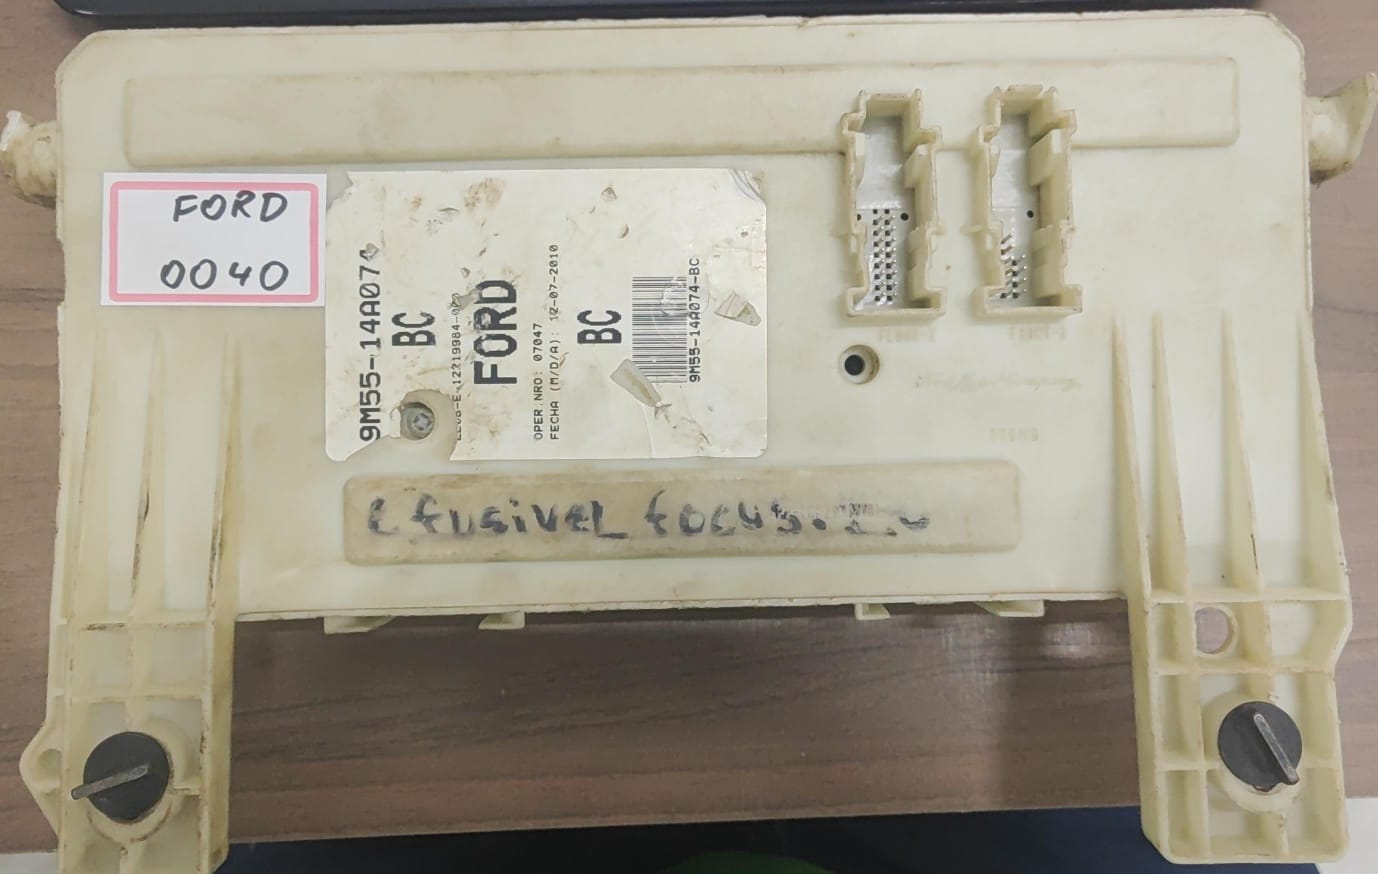 FORD
0040
9M55-14A074
BC
FORD
OPER.NRO: 07047
FECHA (M/D/A): 12-07-2010
BC
9M55-14A074-BC
fusivel focus.